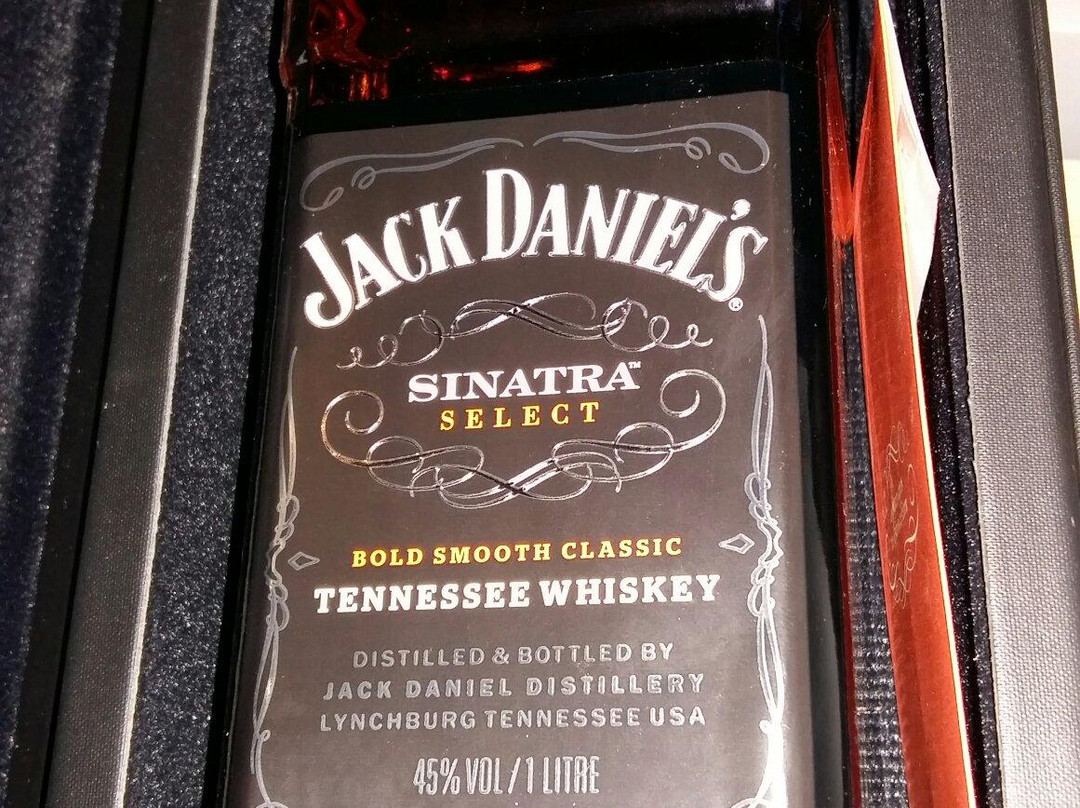 JACK DANIEL'S®
SINATRA™
SELECT
BOLD SMOOTH CLASSIC
TENNESSEE WHISKEY
DISTILLED & BOTTLED BY
JACK DANIEL DISTILLERY
LYNCHBURG TENNESSEE USA
45% VOL / 1 LITRE